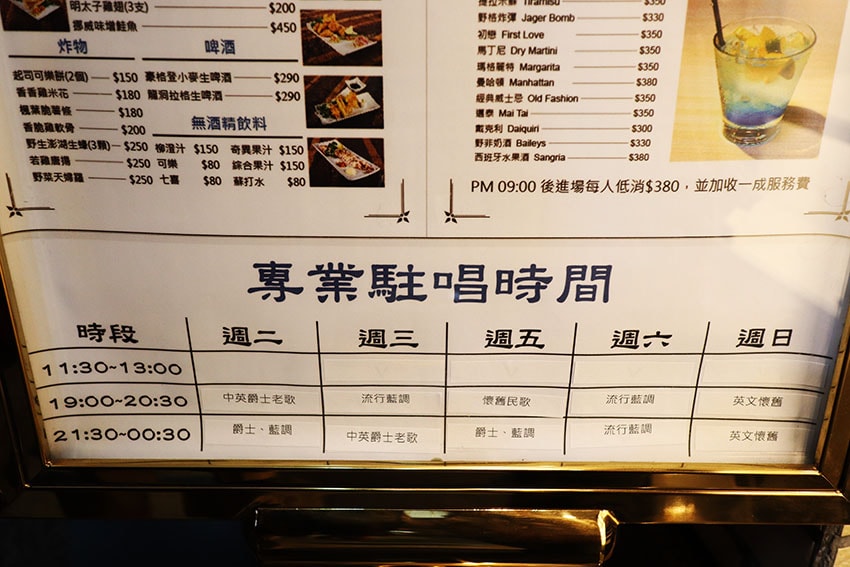 明太子雞翅(3支) $200
挪威味增鮭魚 $450
炸物
起司可樂餅(2個) $150
香香雞米花 $180
楓葉脆薯條 $180
香脆雞軟骨 $200
野生澎湖生蠔(3顆) $250
若雞唐揚 $250
野菜天婦羅 $250
啤酒
豪格登小麥生啤酒 $290
龍洞拉格生啤酒 $290
無酒精飲料
柳澄汁 $150 奇異果汁 $150
可樂 $80 綜合果汁 $150
七喜 $80 蘇打水 $80
提拉米蘇 Tiramisu $350
野格炸彈 Jager Bomb $330
初戀 First Love $350
馬丁尼 Dry Martini $350
瑪格麗特 Margarita $350
曼哈頓 Manhattan $380
經典威士忌 Old Fashion $350
邁泰 Mai Tai $350
戴克利 Daiquiri $300
野菲奶酒 Baileys $330
西班牙水果酒 Sangria $380
PM 09:00 後進場每人低消$380，並加收一成服務費
專業駐唱時間
時段 週二 週三 週五 週六 週日
11:30~13:00
19:00~20:30 中英爵士老歌 流行藍調 懷舊民歌 流行藍調 英文懷舊
21:30~00:30 爵士、藍調 中英爵士老歌 爵士、藍調 流行藍調 英文懷舊